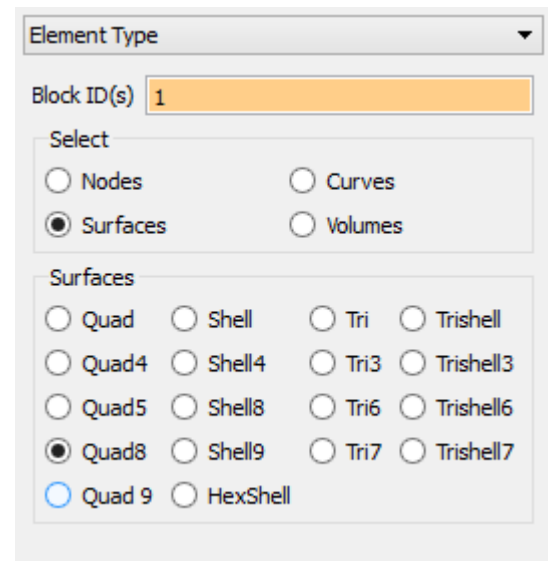 Element Type
Block ID(s) 1
Select
Nodes Curves
Surfaces Volumes
Surfaces
Quad Shell Tri Trishell
Quad4 Shell4 Tri3 Trishell3
Quad5 Shell8 Tri6 Trishell6
Quad8 Shell9 Tri7 Trishell7
Quad 9 HexShell